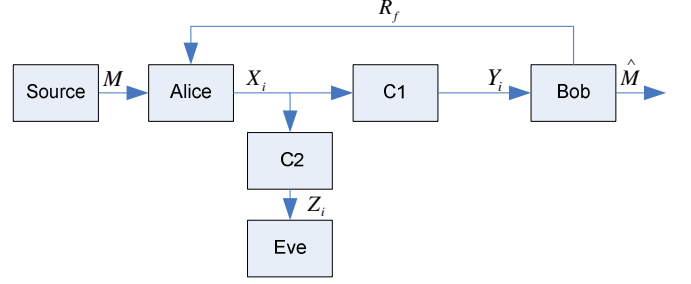 R_f
Source M Alice X_i C1 Y_i Bob M̂
C2
Z_i
Eve